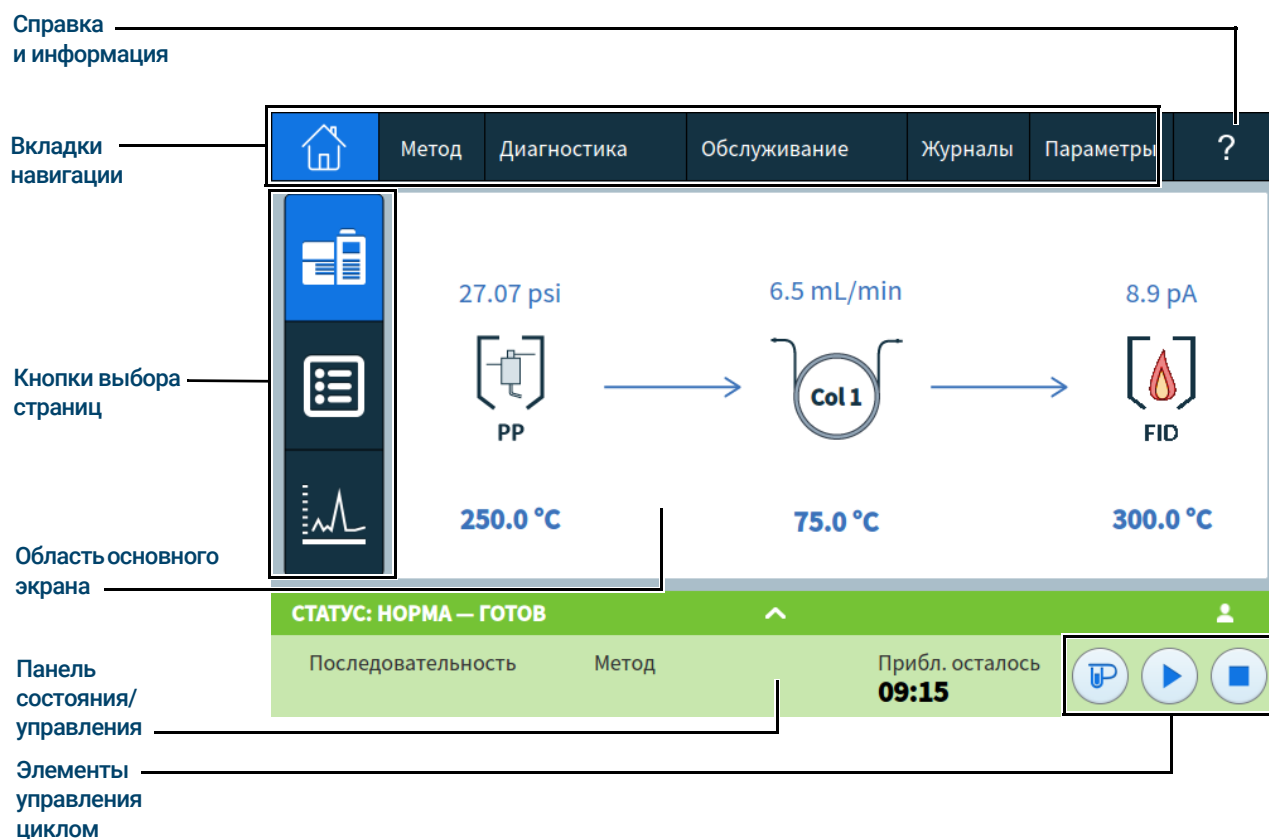 Справка
и информация
Вкладки
навигации
Метод Диагностика Обслуживание Журналы Параметры ?
27.07 psi 6.5 mL/min 8.9 pA
Кнопки выбора
страниц
Col 1
PP FID
250.0 °C 75.0 °C 300.0 °C
Область основного
экрана
СТАТУС: НОРМА — ГОТОВ
Последовательность Метод Прибл. осталось
09:15
Панель
состояния/
управления
Элементы
управления
циклом